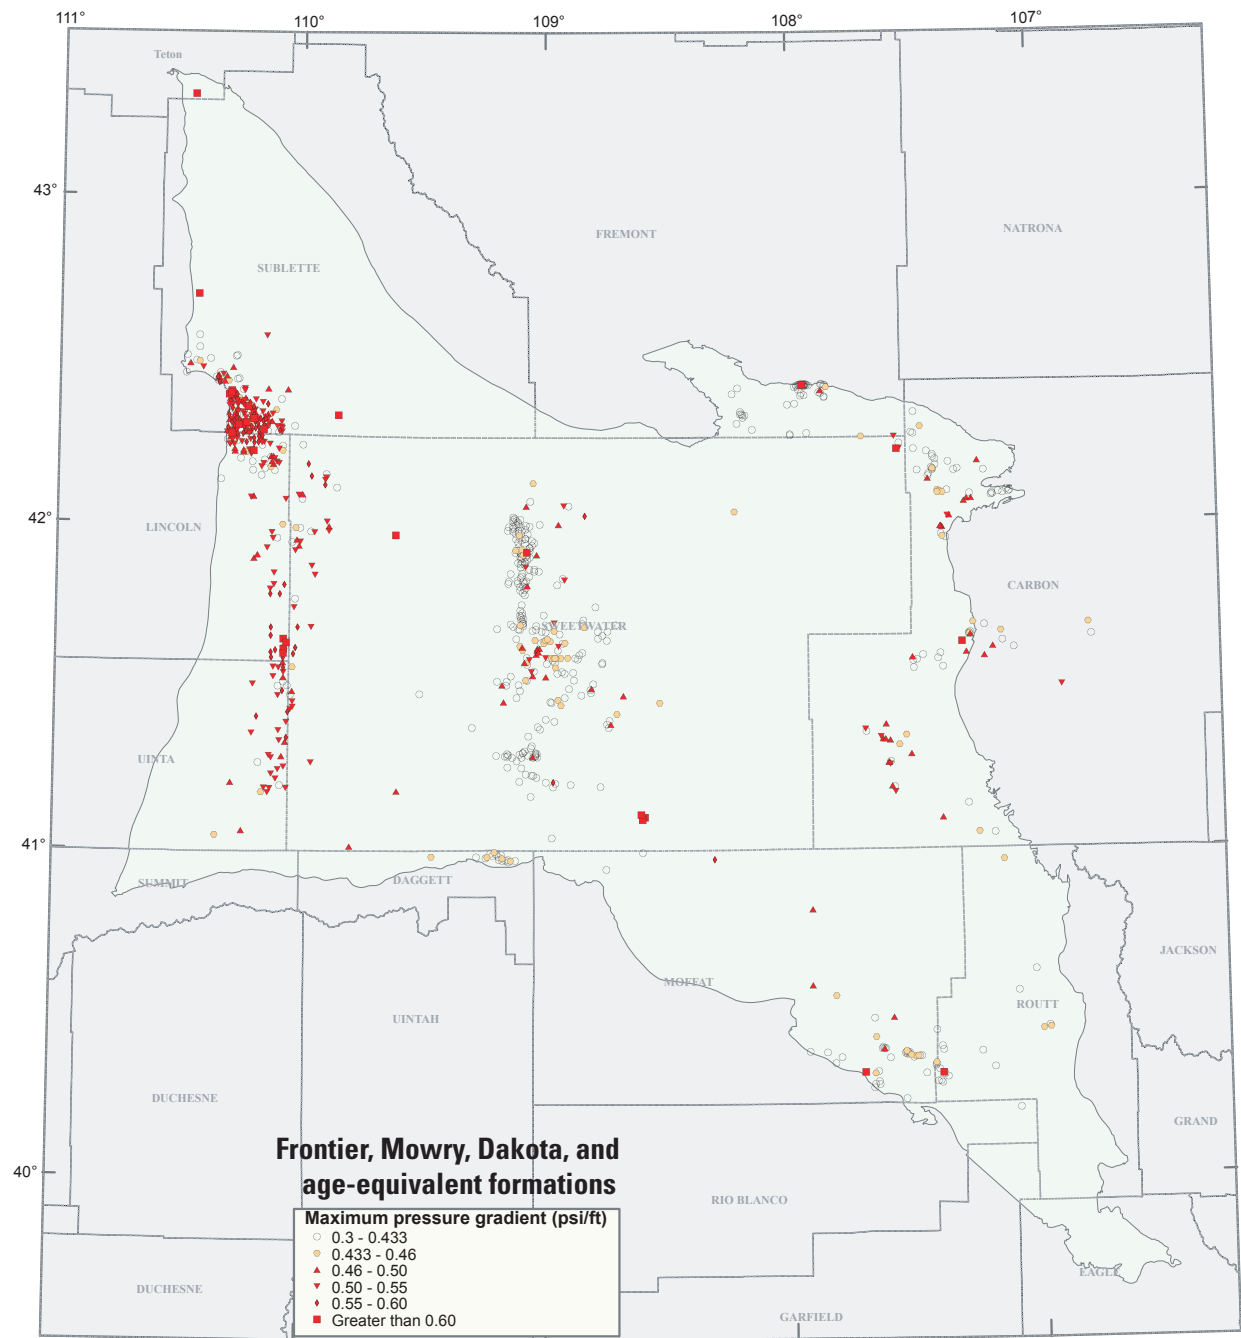 111°
110°
109°
108°
107°
Teton
43°
FREMONT
NATRONA
SUBLETTE
42°
LINCOLN
CARBON
SWEETWATER
UINTA
41°
SUMMIT
DAGGETT
JACKSON
MOFFAT
ROUTT
UINTAH
DUCHESNE
GRAND
40°
Frontier, Mowry, Dakota, and
age-equivalent formations
RIO BLANCO
Maximum pressure gradient (psi/ft)
0.3 - 0.433
0.433 - 0.46
0.46 - 0.50
0.50 - 0.55
0.55 - 0.60
Greater than 0.60
EAGLE
DUCHESNE
GARFIELD